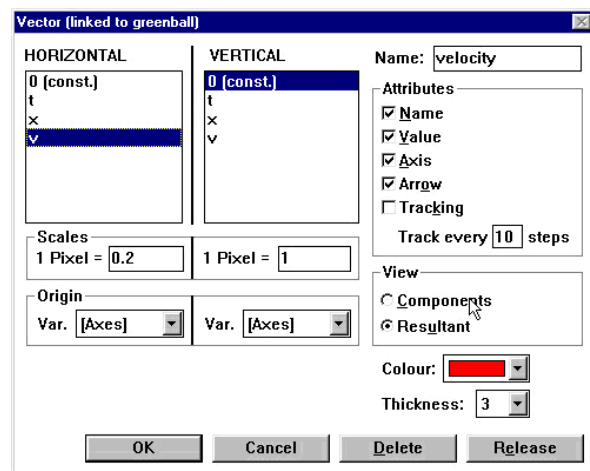 Vector (linked to greenball)
HORIZONTAL
0 (const.)
t
x
v
VERTICAL
0 (const.)
t
x
v
Scales
1 Pixel = 0.2
1 Pixel = 1
Origin
Var. [Axes]
Var. [Axes]
Name: velocity
Attributes
Name
Value
Axis
Arrow
Tracking
Track every 10 steps
View
Components
Resultant
Colour:
Thickness: 3
OK
Cancel
Delete
Release